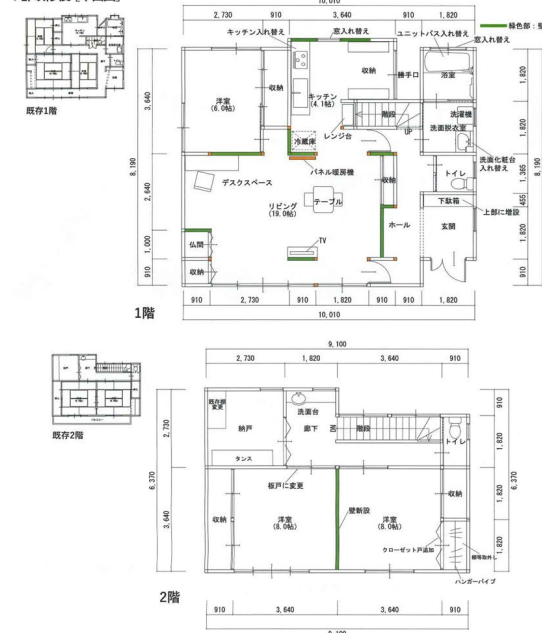 既存1階
10,010
2,730 910 3,640 910 1,820
緑色部：壁
キッチン入れ替え
窓入れ替え
ユニットバス入れ替え
窓入れ替え
収納
勝手口
浴室
洋室
(6.0帖)
収納
キッチン
(4.1帖)
階段
UP
洗濯機
洗面脱衣室
レンジ台
冷蔵庫
洗面化粧台
入れ替え
パネル暖房機
トイレ
デスクスペース
収納
テーブル
リビング
(19.0帖)
下駄箱
上部に増設
ホール
玄関
仏間
TV
収納
3,640
2,640
1,000
910
8,190
1,820
1,820
1,365
455
1,820
910
8,190
910 2,730 910 1,820 910 910 1,820
10,010
1階
既存2階
9,100
2,730 1,820 3,640 910
既存棚
変更
洗面台
納戸
廊下
DN
階段
トイレ
タンス
板戸に変更
収納
壁新設
収納
洋室
(8.0帖)
洋室
(8.0帖)
クローゼット戸追加
棚等取外し
ハンガーパイプ
2,730
3,640
6,370
910
1,820
1,820
1,820
6,370
2階
910 3,640 3,640 910
9,100